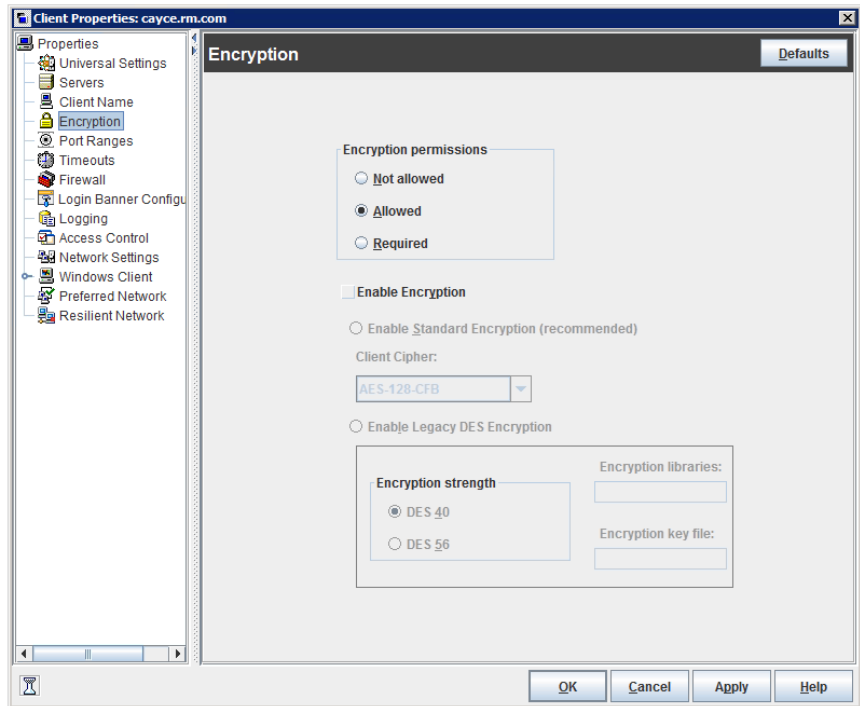 Client Properties: cayce.rm.com
Properties
Universal Settings
Servers
Client Name
Encryption
Port Ranges
Timeouts
Firewall
Login Banner Configu
Logging
Access Control
Network Settings
Windows Client
Preferred Network
Resilient Network
Encryption
Defaults
Encryption permissions
Not allowed
Allowed
Required
Enable Encryption
Enable Standard Encryption (recommended)
Client Cipher:
AES-128-CFB
Enable Legacy DES Encryption
Encryption strength
DES 40
DES 56
Encryption libraries:
Encryption key file:
OK Cancel Apply Help